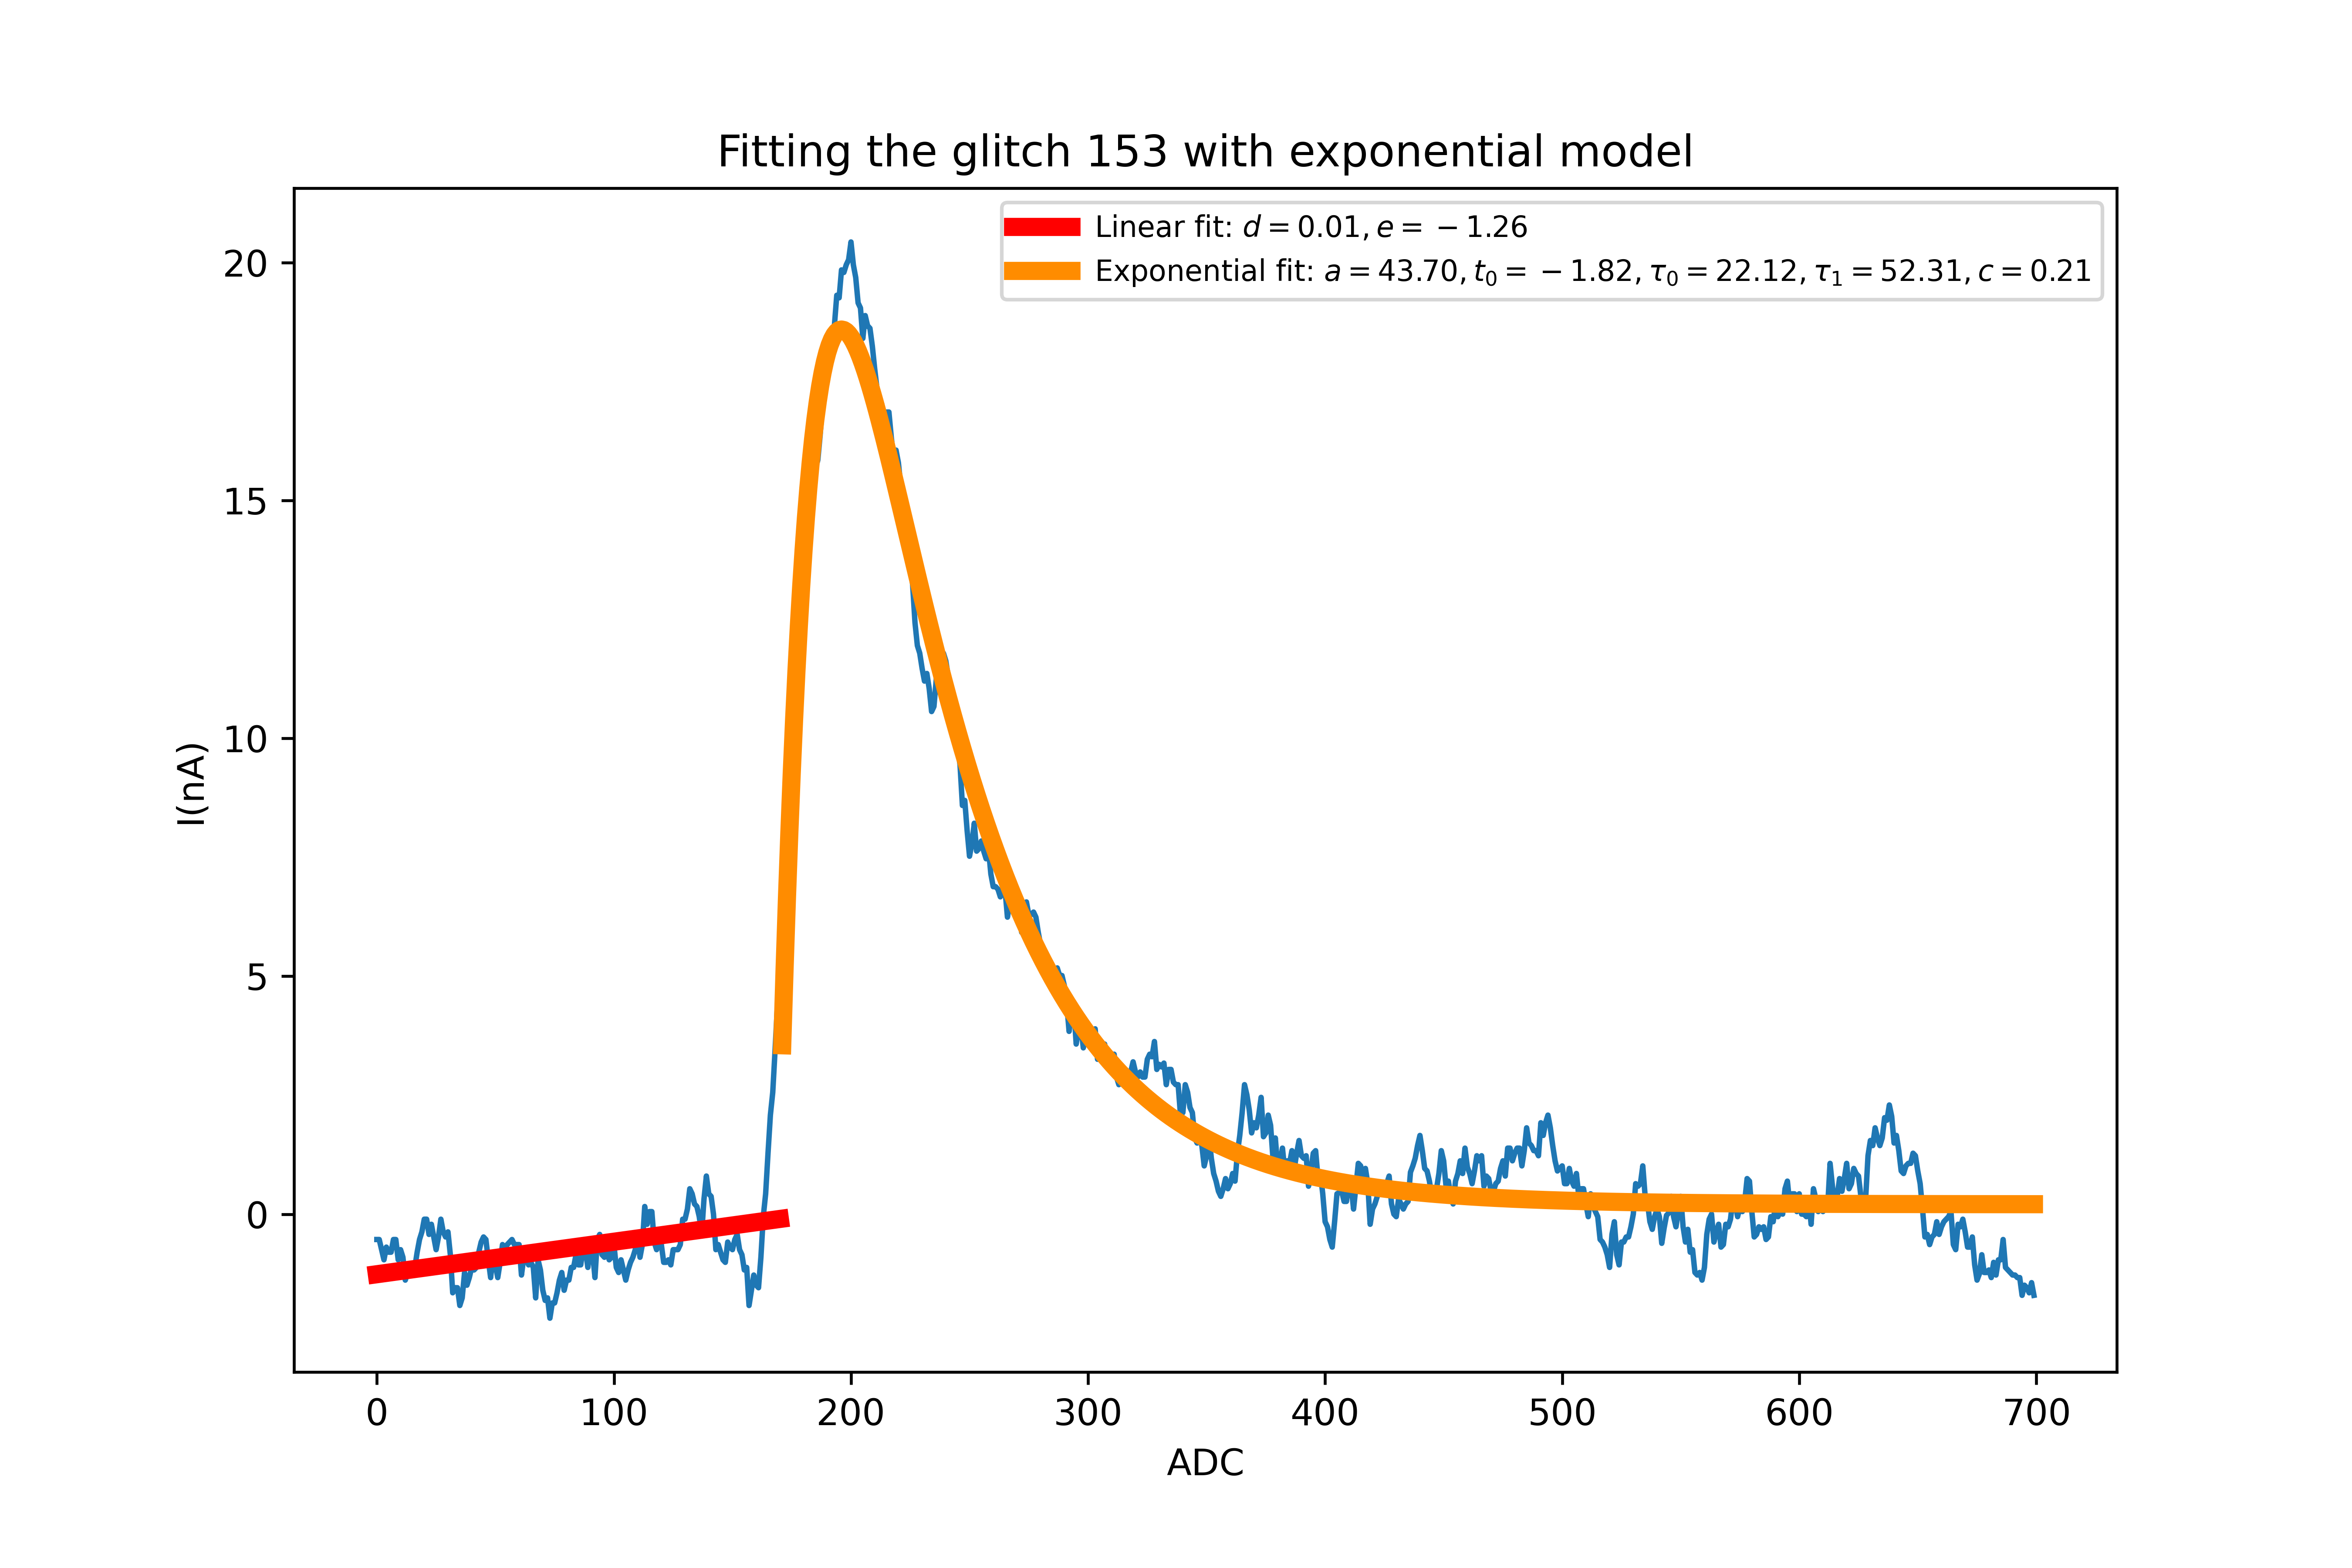 Fitting the glitch 153 with exponential model
Linear fit: d = 0.01, e = −1.26
Exponential fit: a = 43.70, t₀ = −1.82, τ₀ = 22.12, τ₁ = 52.31, c = 0.21
20
15
10
5
0
I(nA)
0 100 200 300 400 500 600 700
ADC